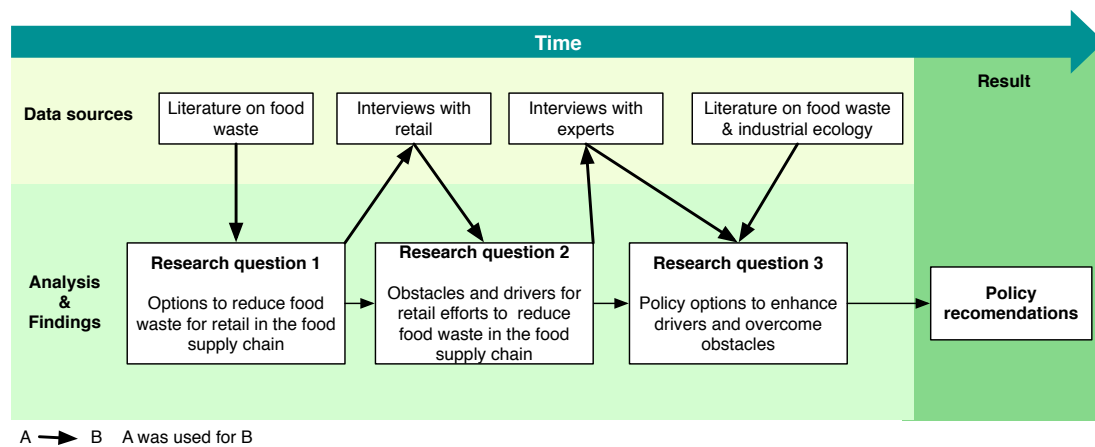 Time
Result
Data sources
Literature on food
waste
Interviews with
retail
Interviews with
experts
Literature on food waste
& industrial ecology
Analysis
&
Findings
Research question 1
Options to reduce food
waste for retail in the food
supply chain
Research question 2
Obstacles and drivers for
retail efforts to reduce
food waste in the food
supply chain
Research question 3
Policy options to enhance
drivers and overcome
obstacles
Policy
recomendations
A B A was used for B